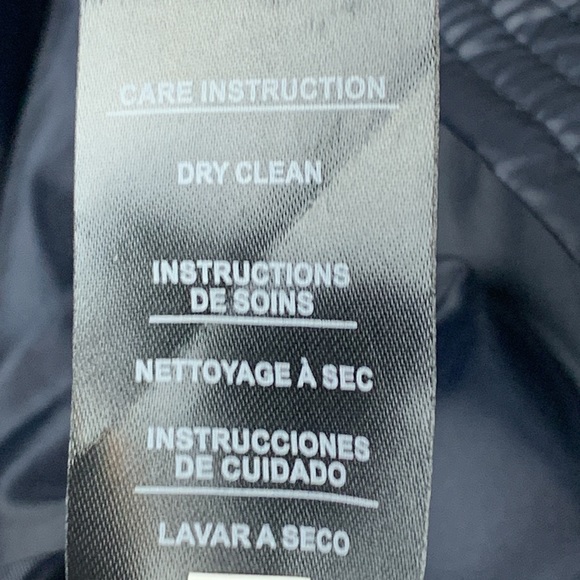 CARE INSTRUCTION
DRY CLEAN
INSTRUCTIONS
DE SOINS
NETTOYAGE À SEC
INSTRUCCIONES
DE CUIDADO
LAVAR A SECO